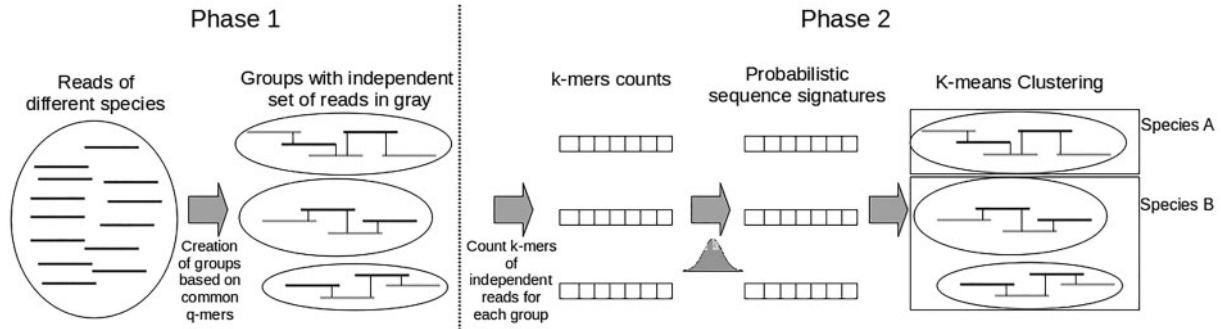 Phase 1
Phase 2
Reads of
different species
Groups with independent
set of reads in gray
k-mers counts
Probabilistic
sequence signatures
K-means Clustering
Species A
Species B
Creation
of groups
based on
common
q-mers
Count k-mers
of
independent
reads for
each group